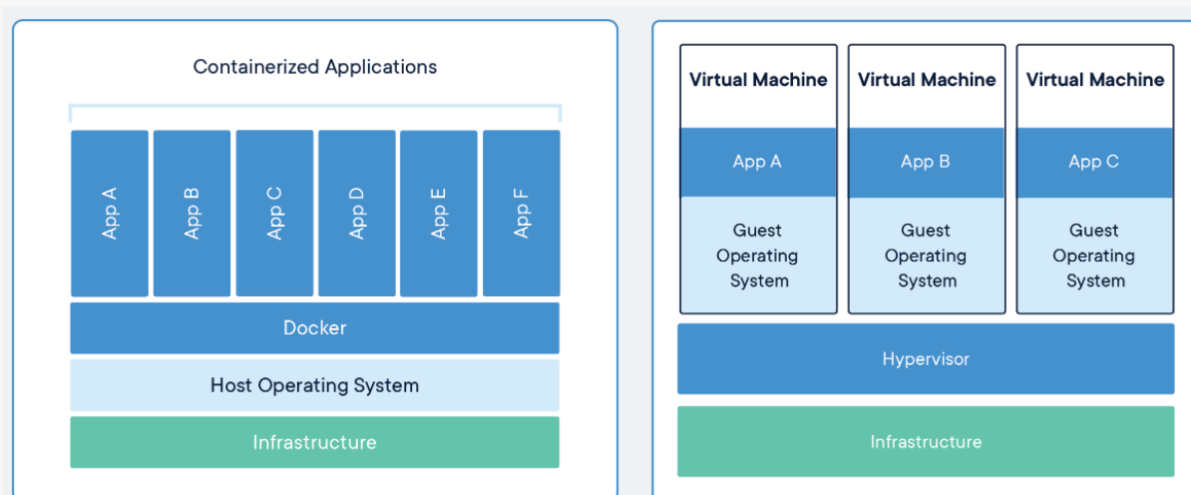 Containerized Applications
App A
App B
App C
App D
App E
App F
Docker
Host Operating System
Infrastructure
Virtual Machine
App A
Guest
Operating
System
Virtual Machine
App B
Guest
Operating
System
Virtual Machine
App C
Guest
Operating
System
Hypervisor
Infrastructure